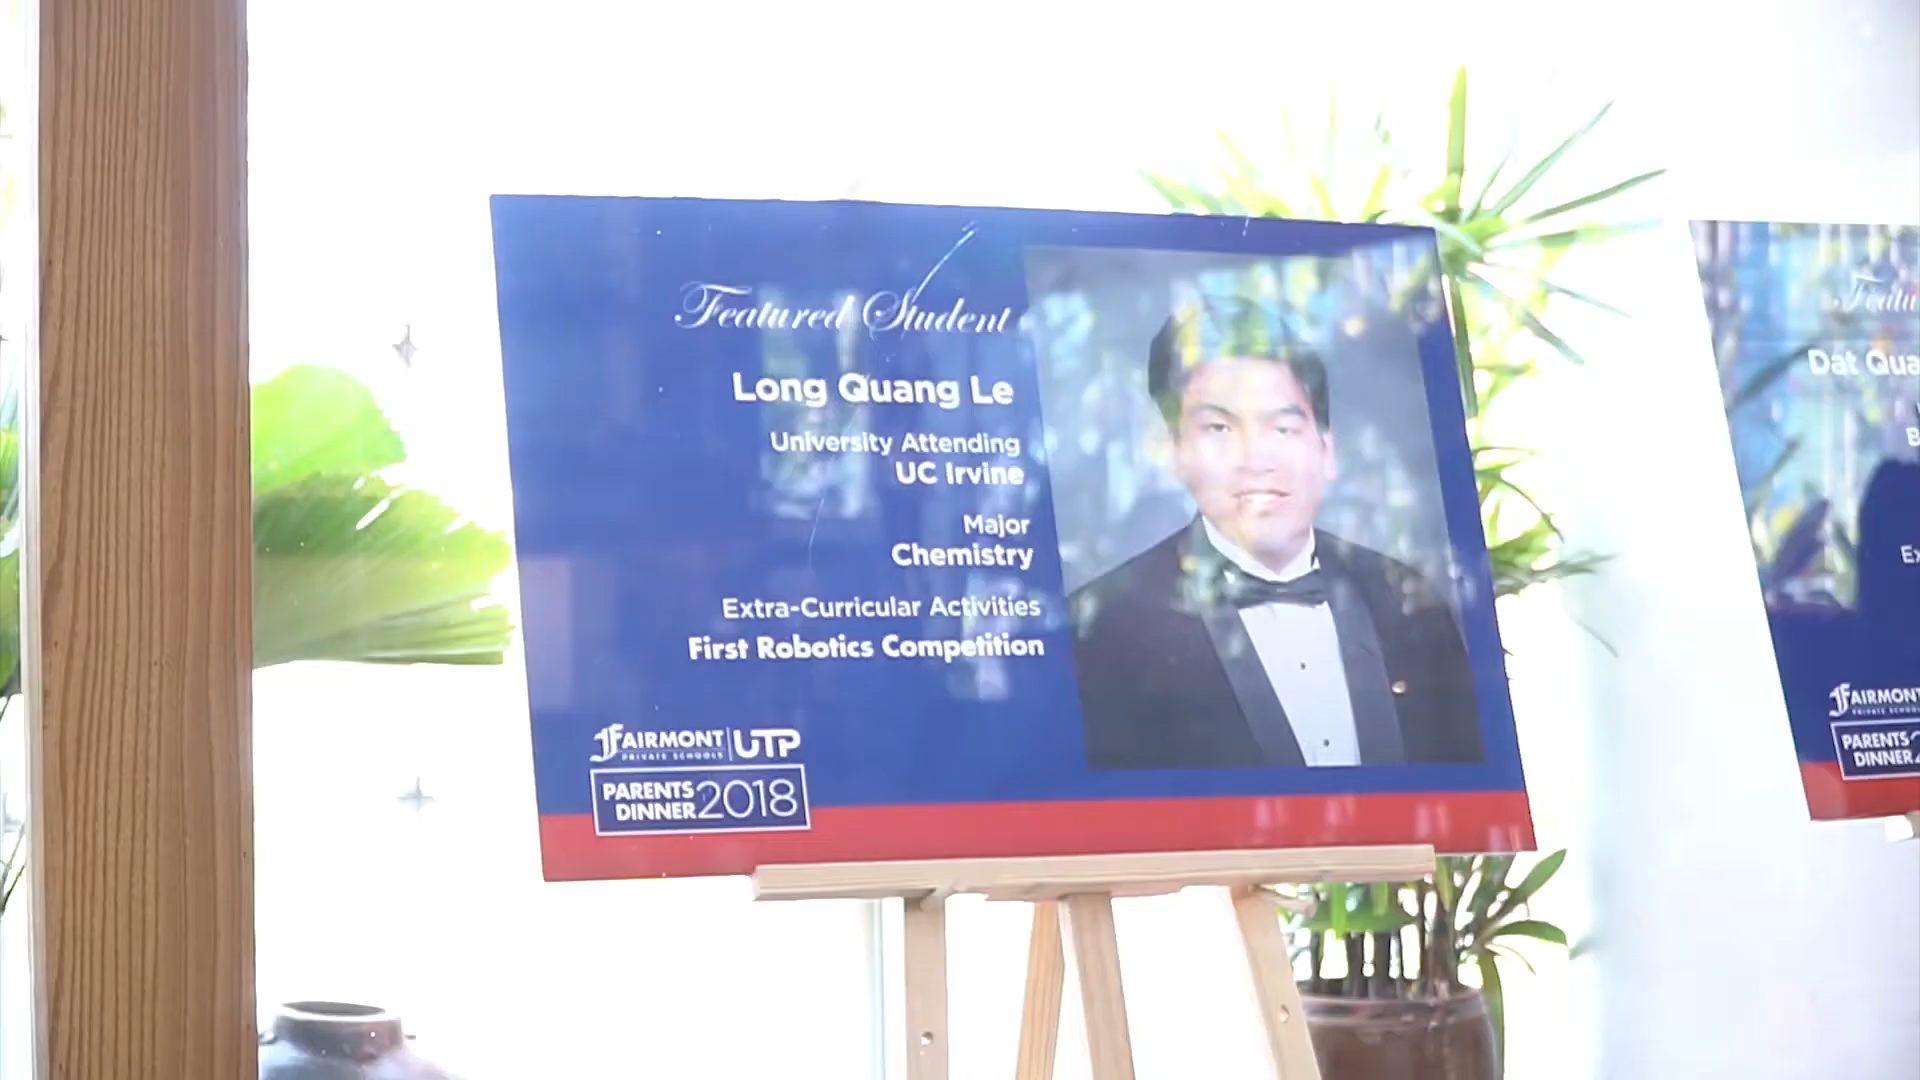 Featured Student
Long Quang Le
University Attending
UC Irvine
Major
Chemistry
Extra-Curricular Activities
First Robotics Competition
FAIRMONT
PRIVATE SCHOOLS
UTP
PARENTS
DINNER 2018
Dat
FAIRMONT
PARENTS
DINNER